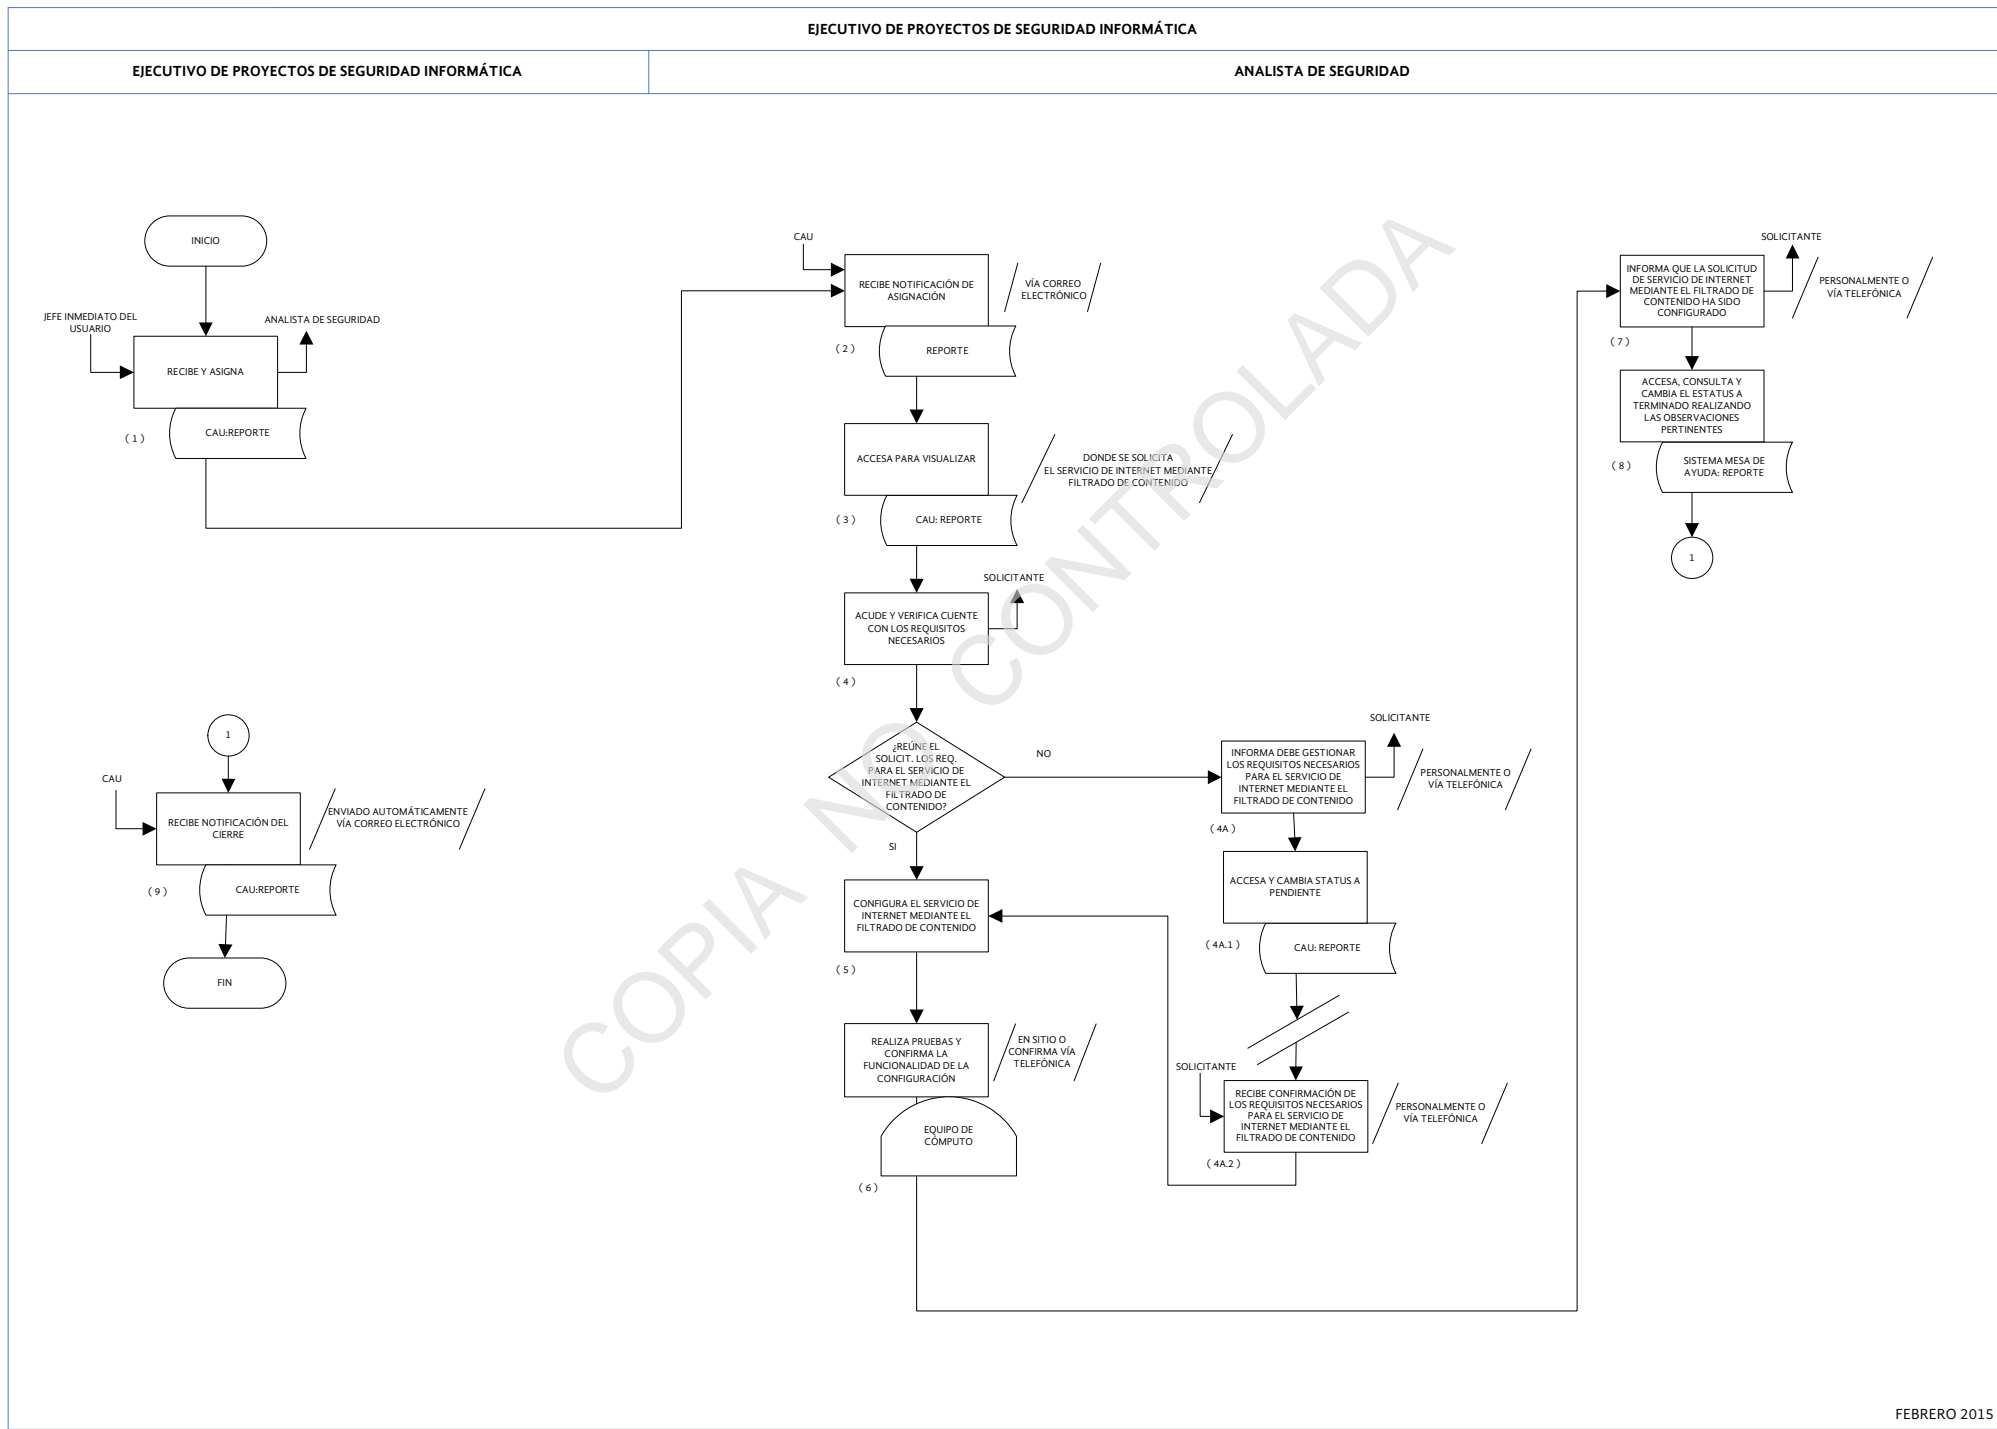 EJECUTIVO DE PROYECTOS DE SEGURIDAD INFORMÁTICA
EJECUTIVO DE PROYECTOS DE SEGURIDAD INFORMÁTICA
ANALISTA DE SEGURIDAD
INICIO
JEFE INMEDIATO DEL
USUARIO
ANALISTA DE SEGURIDAD
RECIBE Y ASIGNA
( 1 )
CAU:REPORTE
1
CAU
RECIBE NOTIFICACIÓN DEL
CIERRE
ENVIADO AUTOMÁTICAMENTE
VÍA CORREO ELECTRÓNICO
( 9 )
CAU:REPORTE
FIN
CAU
RECIBE NOTIFICACIÓN DE
ASIGNACIÓN
VÍA CORREO
ELECTRÓNICO
( 2 )
REPORTE
ACCESA PARA VISUALIZAR
DONDE SE SOLICITA
EL SERVICIO DE INTERNET MEDIANTE
FILTRADO DE CONTENIDO
( 3 )
CAU: REPORTE
SOLICITANTE
ACUDE Y VERIFICA CUENTE
CON LOS REQUISITOS
NECESARIOS
( 4 )
¿REÚNE EL
SOLICIT. LOS REQ.
PARA EL SERVICIO DE
INTERNET MEDIANTE EL
FILTRADO DE
CONTENIDO?
NO
SI
CONFIGURA EL SERVICIO DE
INTERNET MEDIANTE EL
FILTRADO DE CONTENIDO
( 5 )
REALIZA PRUEBAS Y
CONFIRMA LA
FUNCIONALIDAD DE LA
CONFIGURACIÓN
EN SITIO O
CONFIRMA VÍA
TELEFÓNICA
EQUIPO DE
CÓMPUTO
( 6 )
SOLICITANTE
INFORMA DEBE GESTIONAR
LOS REQUISITOS NECESARIOS
PARA EL SERVICIO DE
INTERNET MEDIANTE EL
FILTRADO DE CONTENIDO
PERSONALMENTE O
VÍA TELEFÓNICA
( 4A )
ACCESA Y CAMBIA STATUS A
PENDIENTE
( 4A.1 )
CAU: REPORTE
SOLICITANTE
RECIBE CONFIRMACIÓN DE
LOS REQUISITOS NECESARIOS
PARA EL SERVICIO DE
INTERNET MEDIANTE EL
FILTRADO DE CONTENIDO
PERSONALMENTE O
VÍA TELEFÓNICA
( 4A.2 )
SOLICITANTE
INFORMA QUE LA SOLICITUD
DE SERVICIO DE INTERNET
MEDIANTE EL FILTRADO DE
CONTENIDO HA SIDO
CONFIGURADO
PERSONALMENTE O
VÍA TELEFÓNICA
( 7 )
ACCESA, CONSULTA Y
CAMBIA EL ESTATUS A
TERMINADO REALIZANDO
LAS OBSERVACIONES
PERTINENTES
( 8 )
SISTEMA MESA DE
AYUDA: REPORTE
1
COPIA NO CONTROLADA
FEBRERO 2015